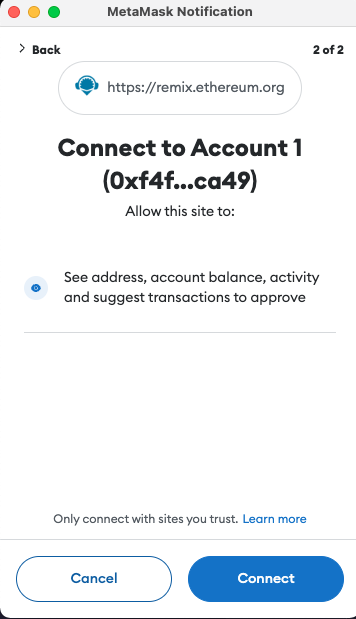 MetaMask Notification
Back
2 of 2
https://remix.ethereum.org
Connect to Account 1
(0xf4f...ca49)
Allow this site to:
See address, account balance, activity
and suggest transactions to approve
Only connect with sites you trust. Learn more
Cancel
Connect